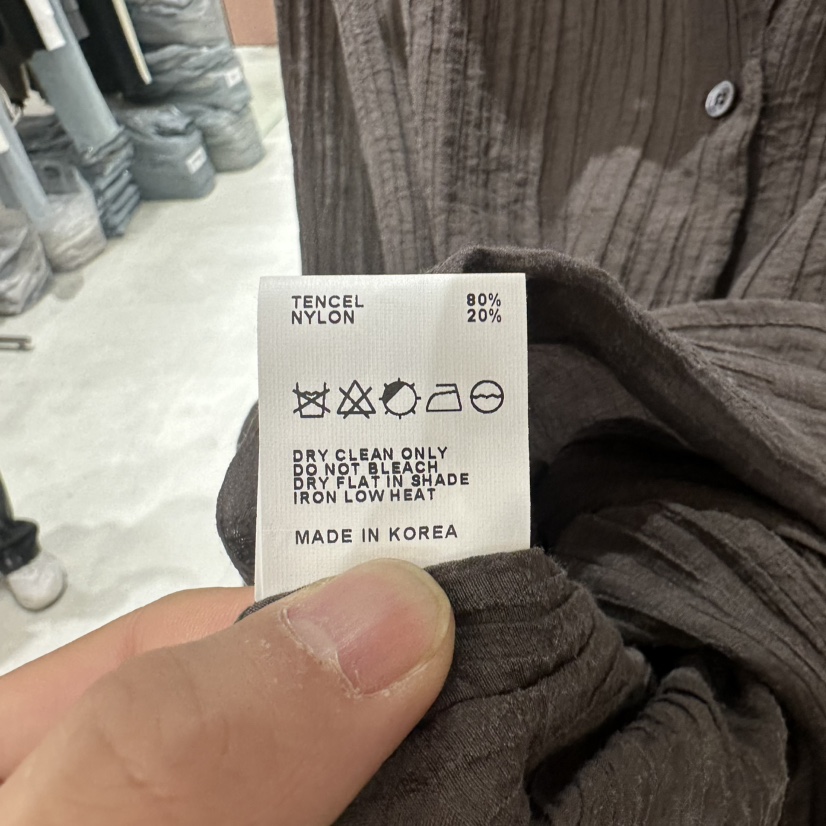 TENCEL 80%
NYLON 20%
DRY CLEAN ONLY
DO NOT BLEACH
DRY FLAT IN SHADE
IRON LOW HEAT
MADE IN KOREA